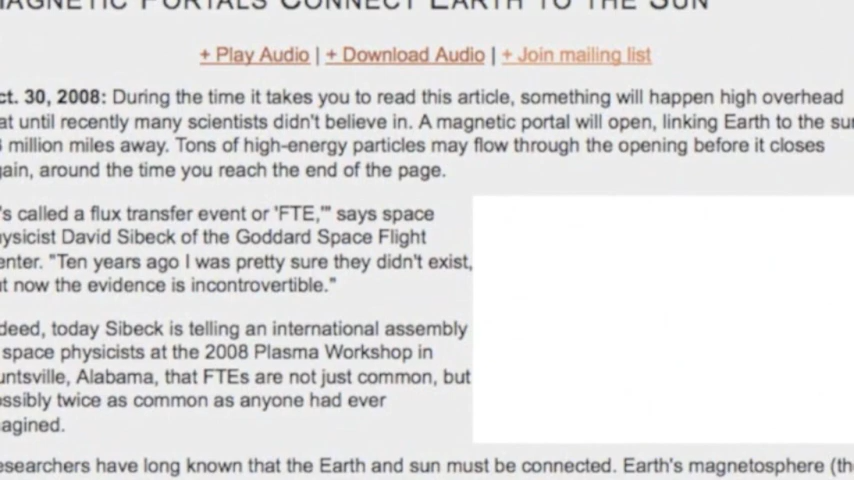 MAGNETIC PORTALS CONNECT EARTH TO THE SUN
+ Play Audio | + Download Audio | + Join mailing list
ct. 30, 2008: During the time it takes you to read this article, something will happen high overhead
at until recently many scientists didn't believe in. A magnetic portal will open, linking Earth to the sun
million miles away. Tons of high-energy particles may flow through the opening before it closes
gain, around the time you reach the end of the page.
's called a flux transfer event or 'FTE,'" says space
ysicist David Sibeck of the Goddard Space Flight
enter. "Ten years ago I was pretty sure they didn't exist,
ut now the evidence is incontrovertible."
deed, today Sibeck is telling an international assembly
space physicists at the 2008 Plasma Workshop in
untsville, Alabama, that FTEs are not just common, but
ossibly twice as common as anyone had ever
agined.
esearchers have long known that the Earth and sun must be connected. Earth's magnetosphere (th